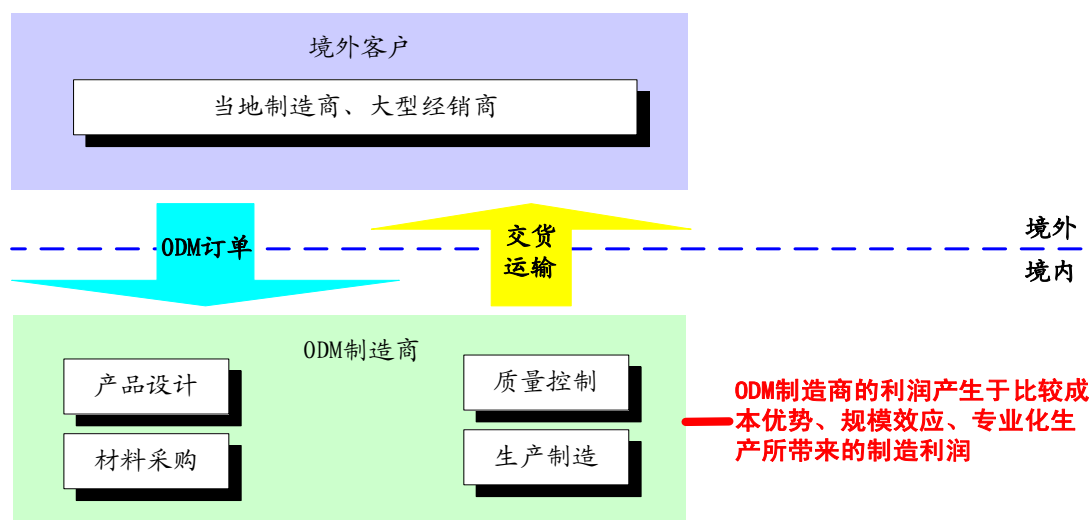 境外客户
当地制造商、大型经销商
ODM订单
交货
运输
境外
境内
ODM制造商
产品设计
质量控制
材料采购
生产制造
ODM制造商的利润产生于比较成
本优势、规模效应、专业化生
产所带来的制造利润